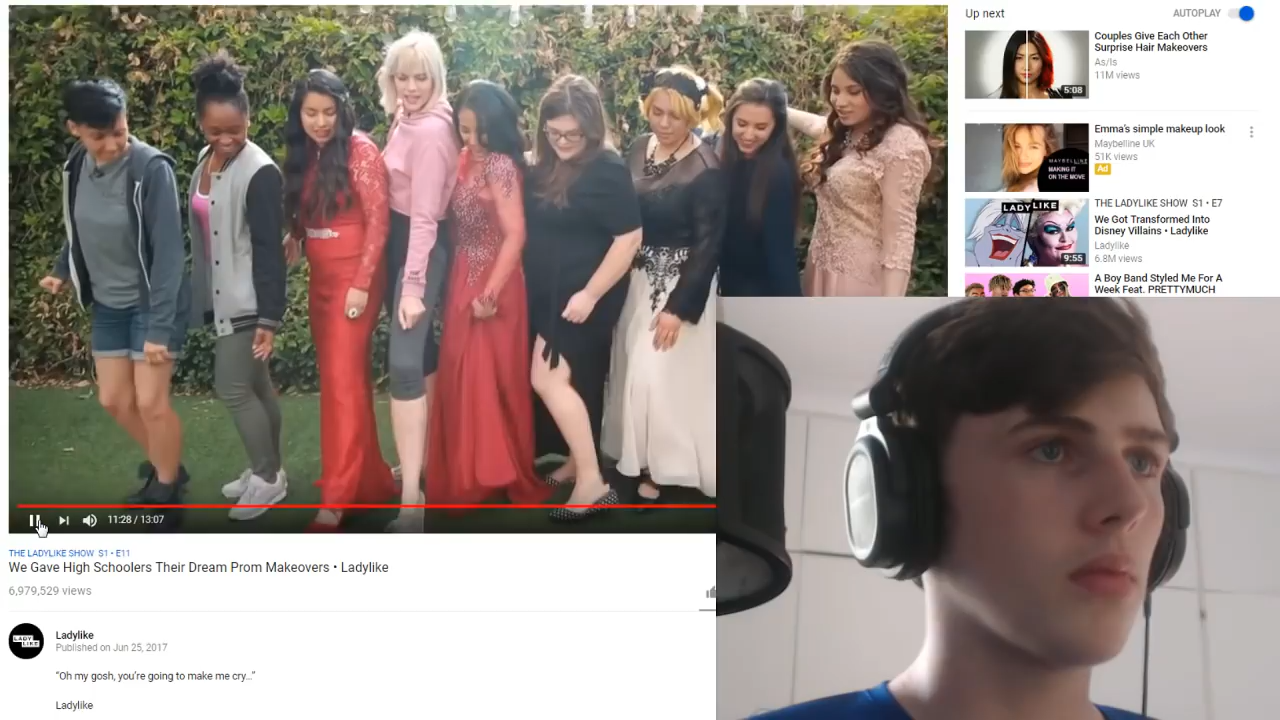 Up next
AUTOPLAY
Couples Give Each Other
Surprise Hair Makeovers
As/Is
11M views
5:08
Emma's simple makeup look
Maybelline UK
51K views
Ad
MAYBELLINE
MAKING IT
ON THE MOVE
THE LADYLIKE SHOW S1 • E7
We Got Transformed Into
Disney Villains • Ladylike
Ladylike
6.8M views
LADY LIKE
9:55
A Boy Band Styled Me For A
Week Feat. PRETTYMUCH
11:28 / 13:07
THE LADYLIKE SHOW S1 • E11
We Gave High Schoolers Their Dream Prom Makeovers • Ladylike
6,979,529 views
LADY
LIKE
Ladylike
Published on Jun 25, 2017
“Oh my gosh, you're going to make me cry…”
Ladylike